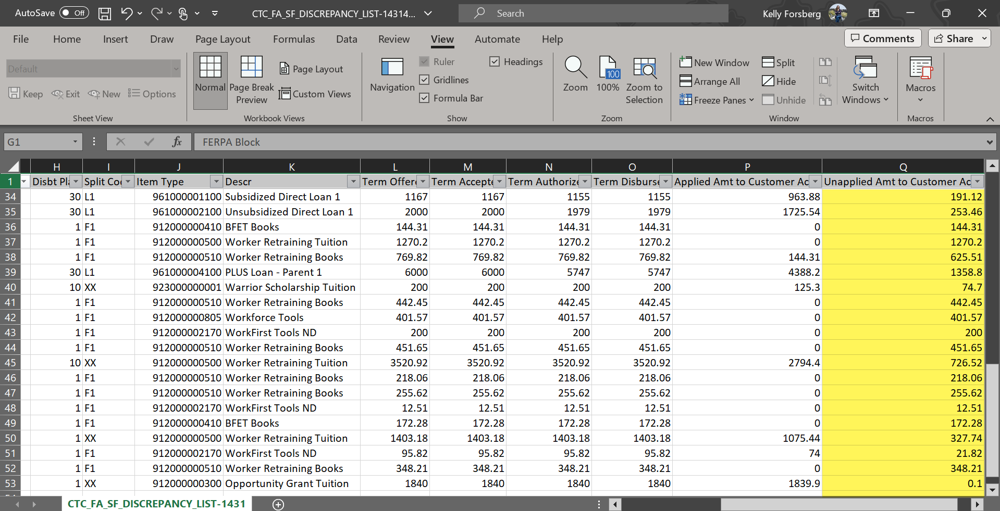 AutoSave Off CTC_FA_SF_DISCREPANCY_LIST-14314... Search Kelly Forsberg
File Home Insert Draw Page Layout Formulas Data Review View Automate Help Comments Share
Default
Keep Exit New Options
Sheet View
Normal
Page Break Preview
Page Layout
Custom Views
Workbook Views
Navigation
Ruler
Gridlines
Formula Bar
Headings
Show
Zoom
100
100%
Zoom to Selection
Zoom
New Window
Arrange All
Freeze Panes
Split
Hide
Unhide
Switch Windows
Window
Macros
Macros
G1 fx FERPA Block
H I J K L M N O P Q
1 Disbt Pl Split Co Item Type Descr Term Offer Term Accept Term Authoriz Term Disburs Applied Amt to Customer Ac Unapplied Amt to Customer Ac
34 30 L1 961000001100 Subsidized Direct Loan 1 1167 1167 1155 1155 963.88 191.12
35 30 L1 961000002100 Unsubsidized Direct Loan 1 2000 2000 1979 1979 1725.54 253.46
36 1 F1 912000000410 BFET Books 144.31 144.31 144.31 144.31 0 144.31
37 1 F1 912000000500 Worker Retraining Tuition 1270.2 1270.2 1270.2 1270.2 0 1270.2
38 1 F1 912000000510 Worker Retraining Books 769.82 769.82 769.82 769.82 144.31 625.51
39 30 L1 961000004100 PLUS Loan - Parent 1 6000 6000 5747 5747 4388.2 1358.8
40 10 XX 923000000001 Warrior Scholarship Tuition 200 200 200 200 125.3 74.7
41 1 F1 912000000510 Worker Retraining Books 442.45 442.45 442.45 442.45 0 442.45
42 1 F1 912000000805 Workforce Tools 401.57 401.57 401.57 401.57 0 401.57
43 1 F1 912000002170 WorkFirst Tools ND 200 200 200 200 0 200
44 1 F1 912000000510 Worker Retraining Books 451.65 451.65 451.65 451.65 0 451.65
45 10 XX 912000000500 Worker Retraining Tuition 3520.92 3520.92 3520.92 3520.92 2794.4 726.52
46 1 F1 912000000510 Worker Retraining Books 218.06 218.06 218.06 218.06 0 218.06
47 1 F1 912000000510 Worker Retraining Books 255.62 255.62 255.62 255.62 0 255.62
48 1 F1 912000002170 WorkFirst Tools ND 12.51 12.51 12.51 12.51 0 12.51
49 1 F1 912000000410 BFET Books 172.28 172.28 172.28 172.28 0 172.28
50 1 XX 912000000500 Worker Retraining Tuition 1403.18 1403.18 1403.18 1403.18 1075.44 327.74
51 1 F1 912000002170 WorkFirst Tools ND 95.82 95.82 95.82 95.82 74 21.82
52 1 F1 912000000510 Worker Retraining Books 348.21 348.21 348.21 348.21 0 348.21
53 1 XX 912000000300 Opportunity Grant Tuition 1840 1840 1840 1840 1839.9 0.1
CTC_FA_SF_DISCREPANCY_LIST-1431